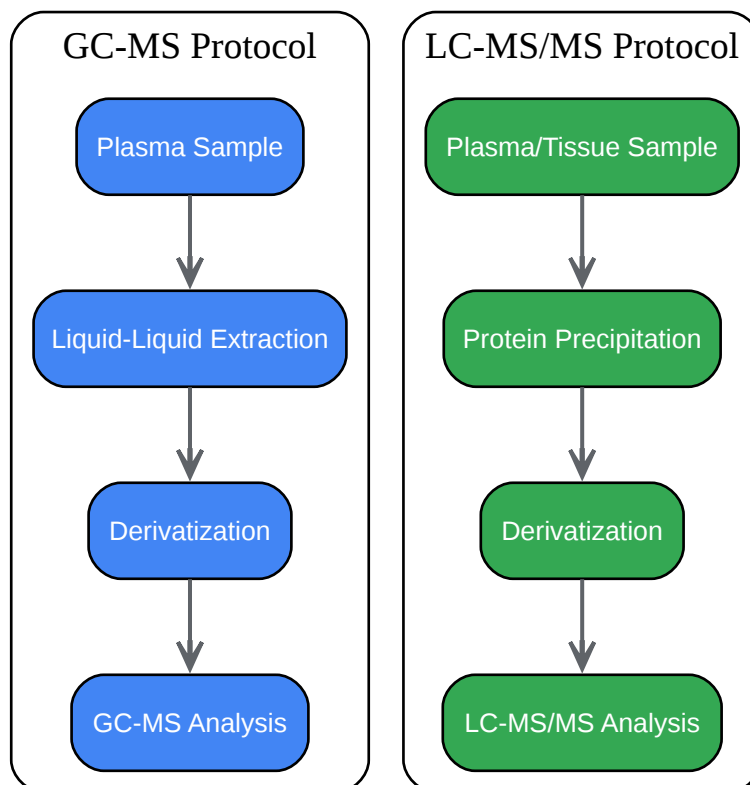 GC-MS Protocol
Plasma Sample
Liquid-Liquid Extraction
Derivatization
GC-MS Analysis
LC-MS/MS Protocol
Plasma/Tissue Sample
Protein Precipitation
Derivatization
LC-MS/MS Analysis